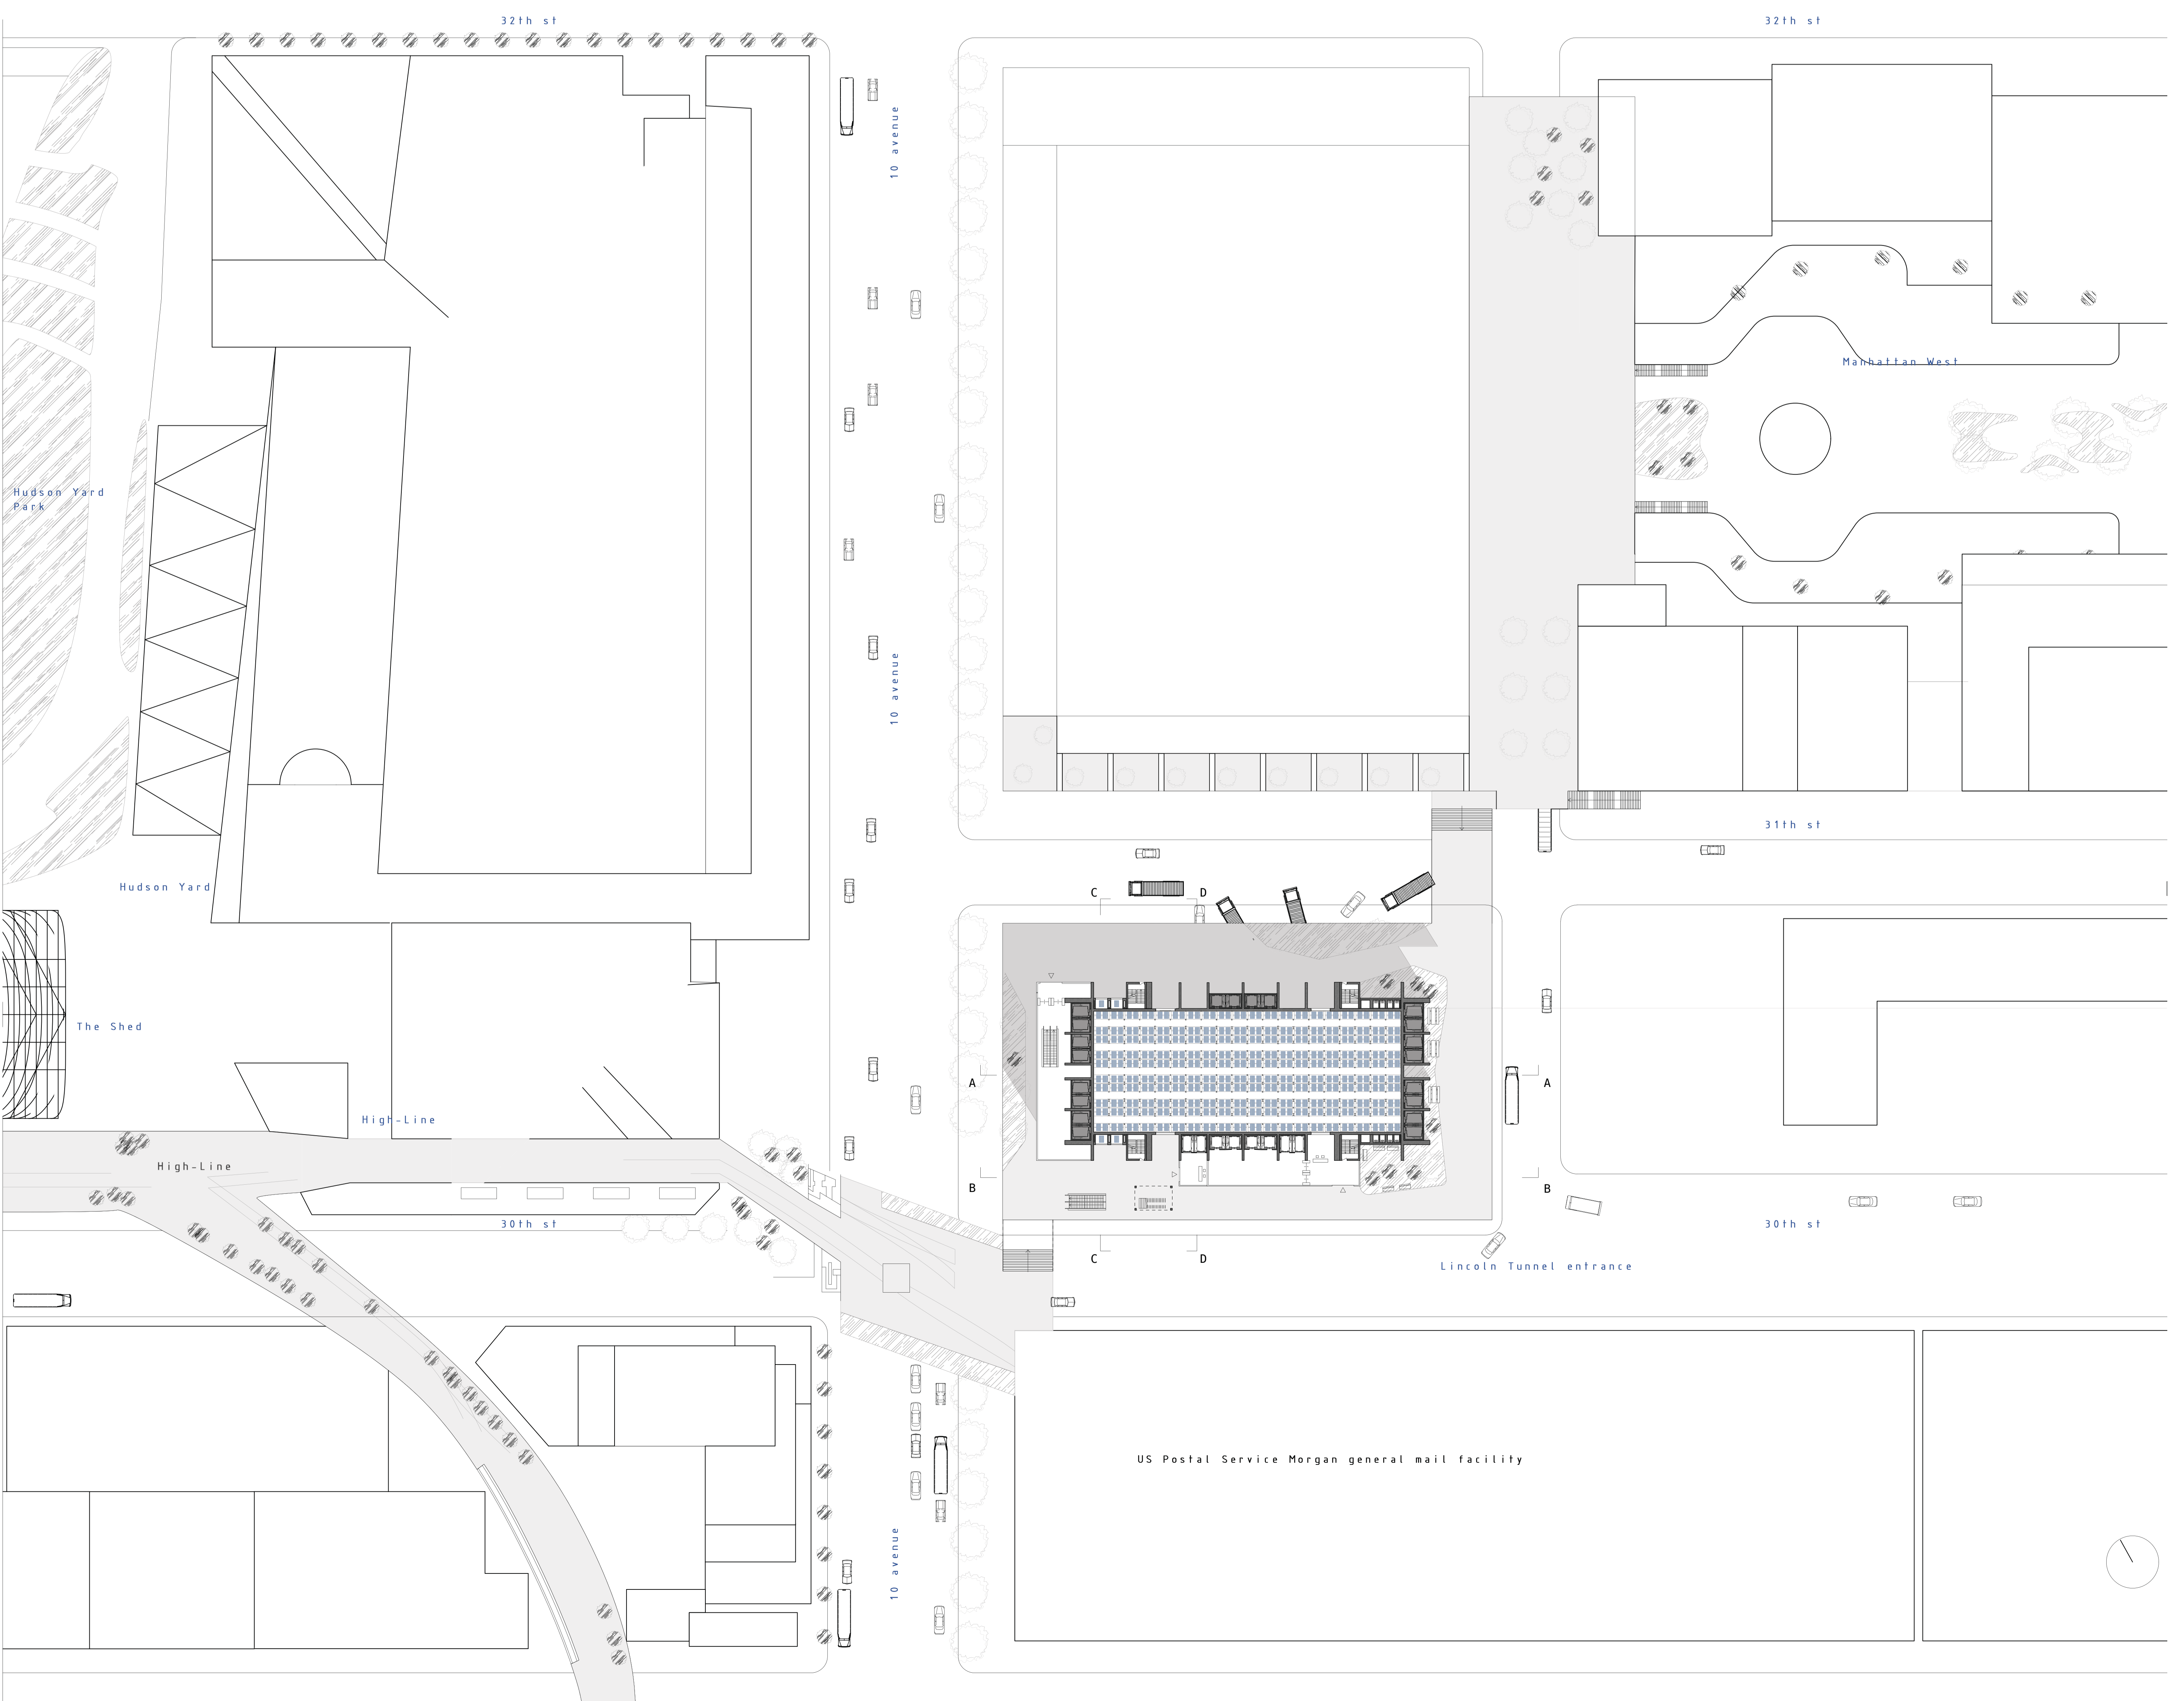 32th st
32th st
10 avenue
Manhattan West
Hudson Yard
Park
10 avenue
31th st
Hudson Yard
C
D
The Shed
A
A
High-Line
High-Line
B
B
30th st
30th st
C
D
Lincoln Tunnel entrance
US Postal Service Morgan general mail facility
10 avenue